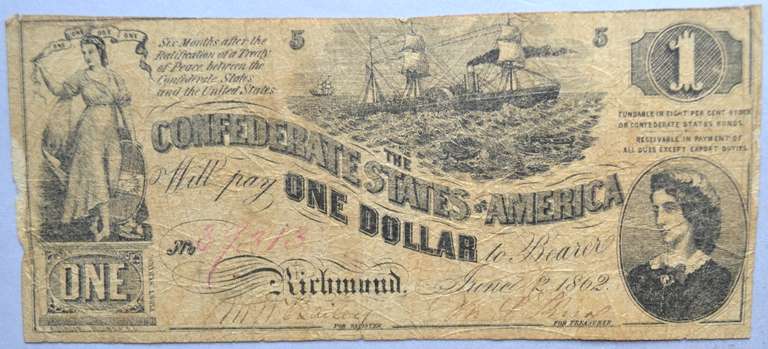 ONE ONE ONE ONE
Six Months after the
Ratification of a Treaty
of Peace between the
Confederate States
and the United States
5
5
1
FUNDABLE IN EIGHT PER CENT STOCK
OR CONFEDERATE STATES BONDS.
RECEIVABLE IN PAYMENT OF
ALL DUES EXCEPT EXPORT DUTIES.
THE
CONFEDERATE STATES OF AMERICA
Will pay ONE DOLLAR to Bearer
No
Richmond, June 2, 1862
ONE
FOR REGISTER
FOR TREASURER